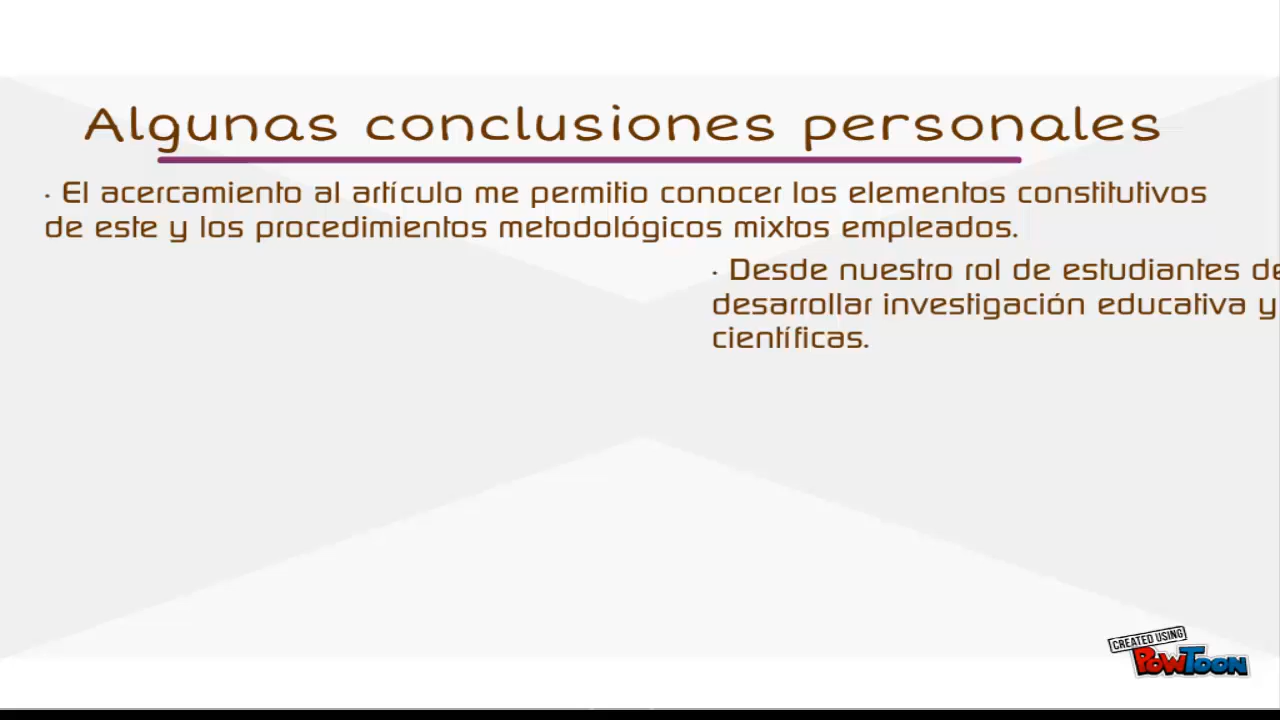 Algunas conclusiones personales
· El acercamiento al artículo me permitio conocer los elementos constitutivos
de este y los procedimientos metodológicos mixtos empleados.
· Desde nuestro rol de estudiantes de
desarrollar investigación educativa y
científicas.
CREATED USING
POWTOON